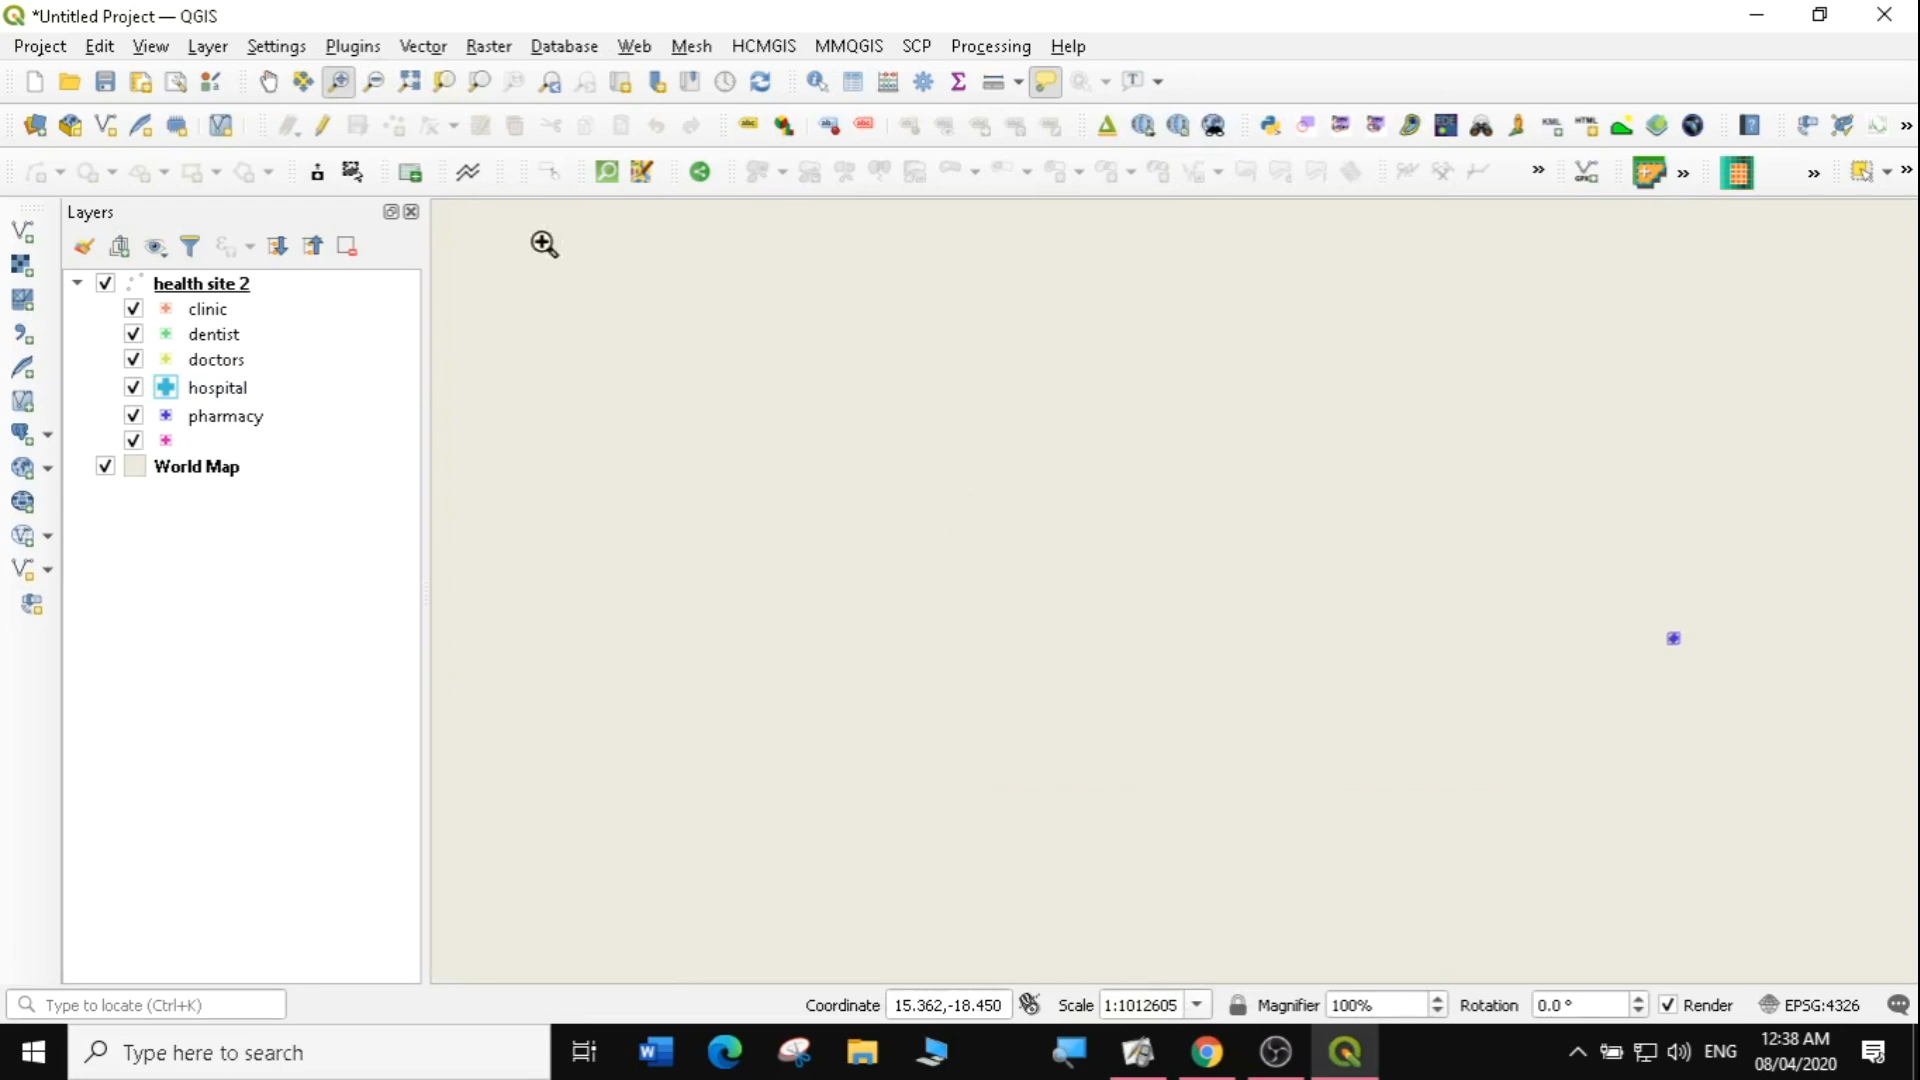 *Untitled Project — QGIS
Project Edit View Layer Settings Plugins Vector Raster Database Web Mesh HCMGIS MMQGIS SCP Processing Help
Layers
health site 2
clinic
dentist
doctors
hospital
pharmacy
World Map
Type to locate (Ctrl+K)
Coordinate 15.362,-18.450 Scale 1:1012605 Magnifier 100% Rotation 0.0 ° Render EPSG:4326
Type here to search
ENG
12:38 AM
08/04/2020